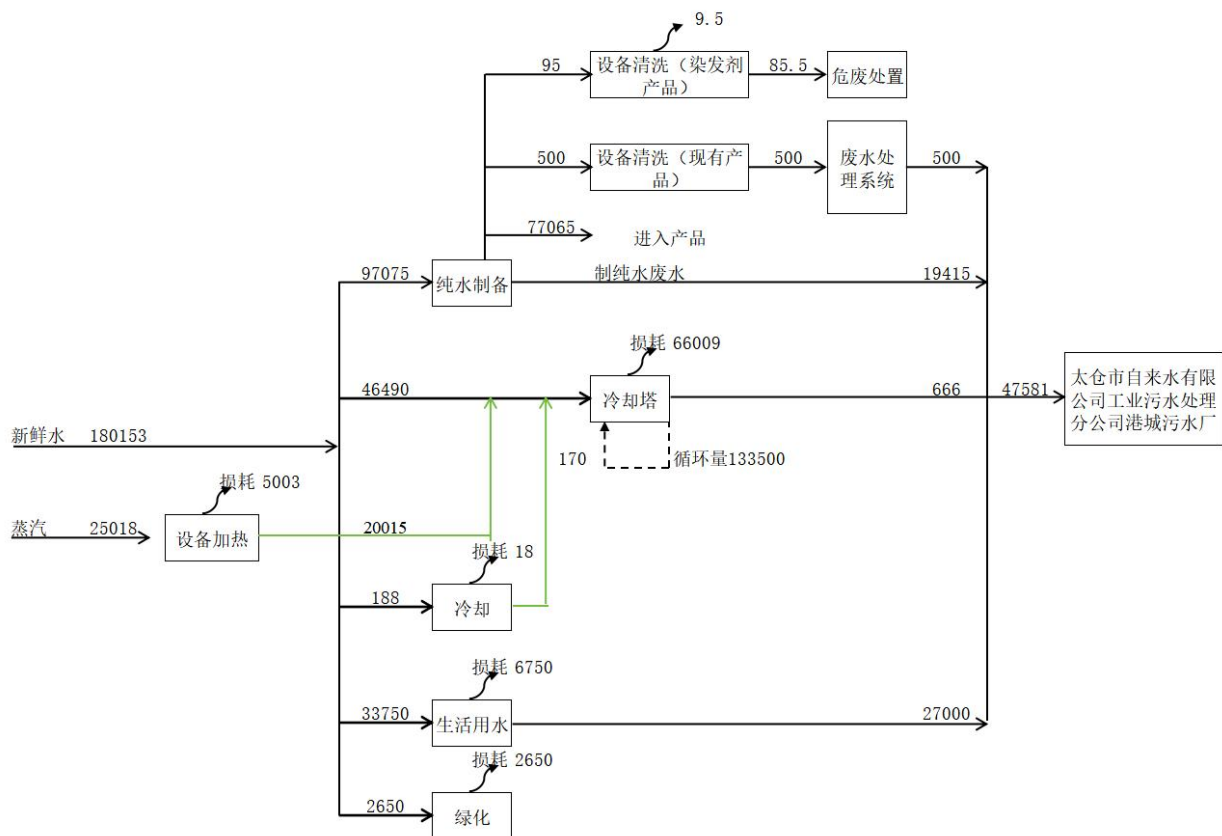 9.5
95
设备清洗（染发剂
产品）
85.5
危废处置
500
设备清洗（现有产
品）
500
废水处
理系统
500
77065
进入产品
97075
纯水制备
制纯水废水
19415
损耗 66009
46490
冷却塔
666
47581
太仓市自来水有限
公司工业污水处理
分公司港城污水厂
新鲜水
180153
170
循环量133500
损耗 5003
蒸汽
25018
设备加热
20015
损耗 18
188
冷却
损耗 6750
33750
生活用水
27000
损耗 2650
2650
绿化